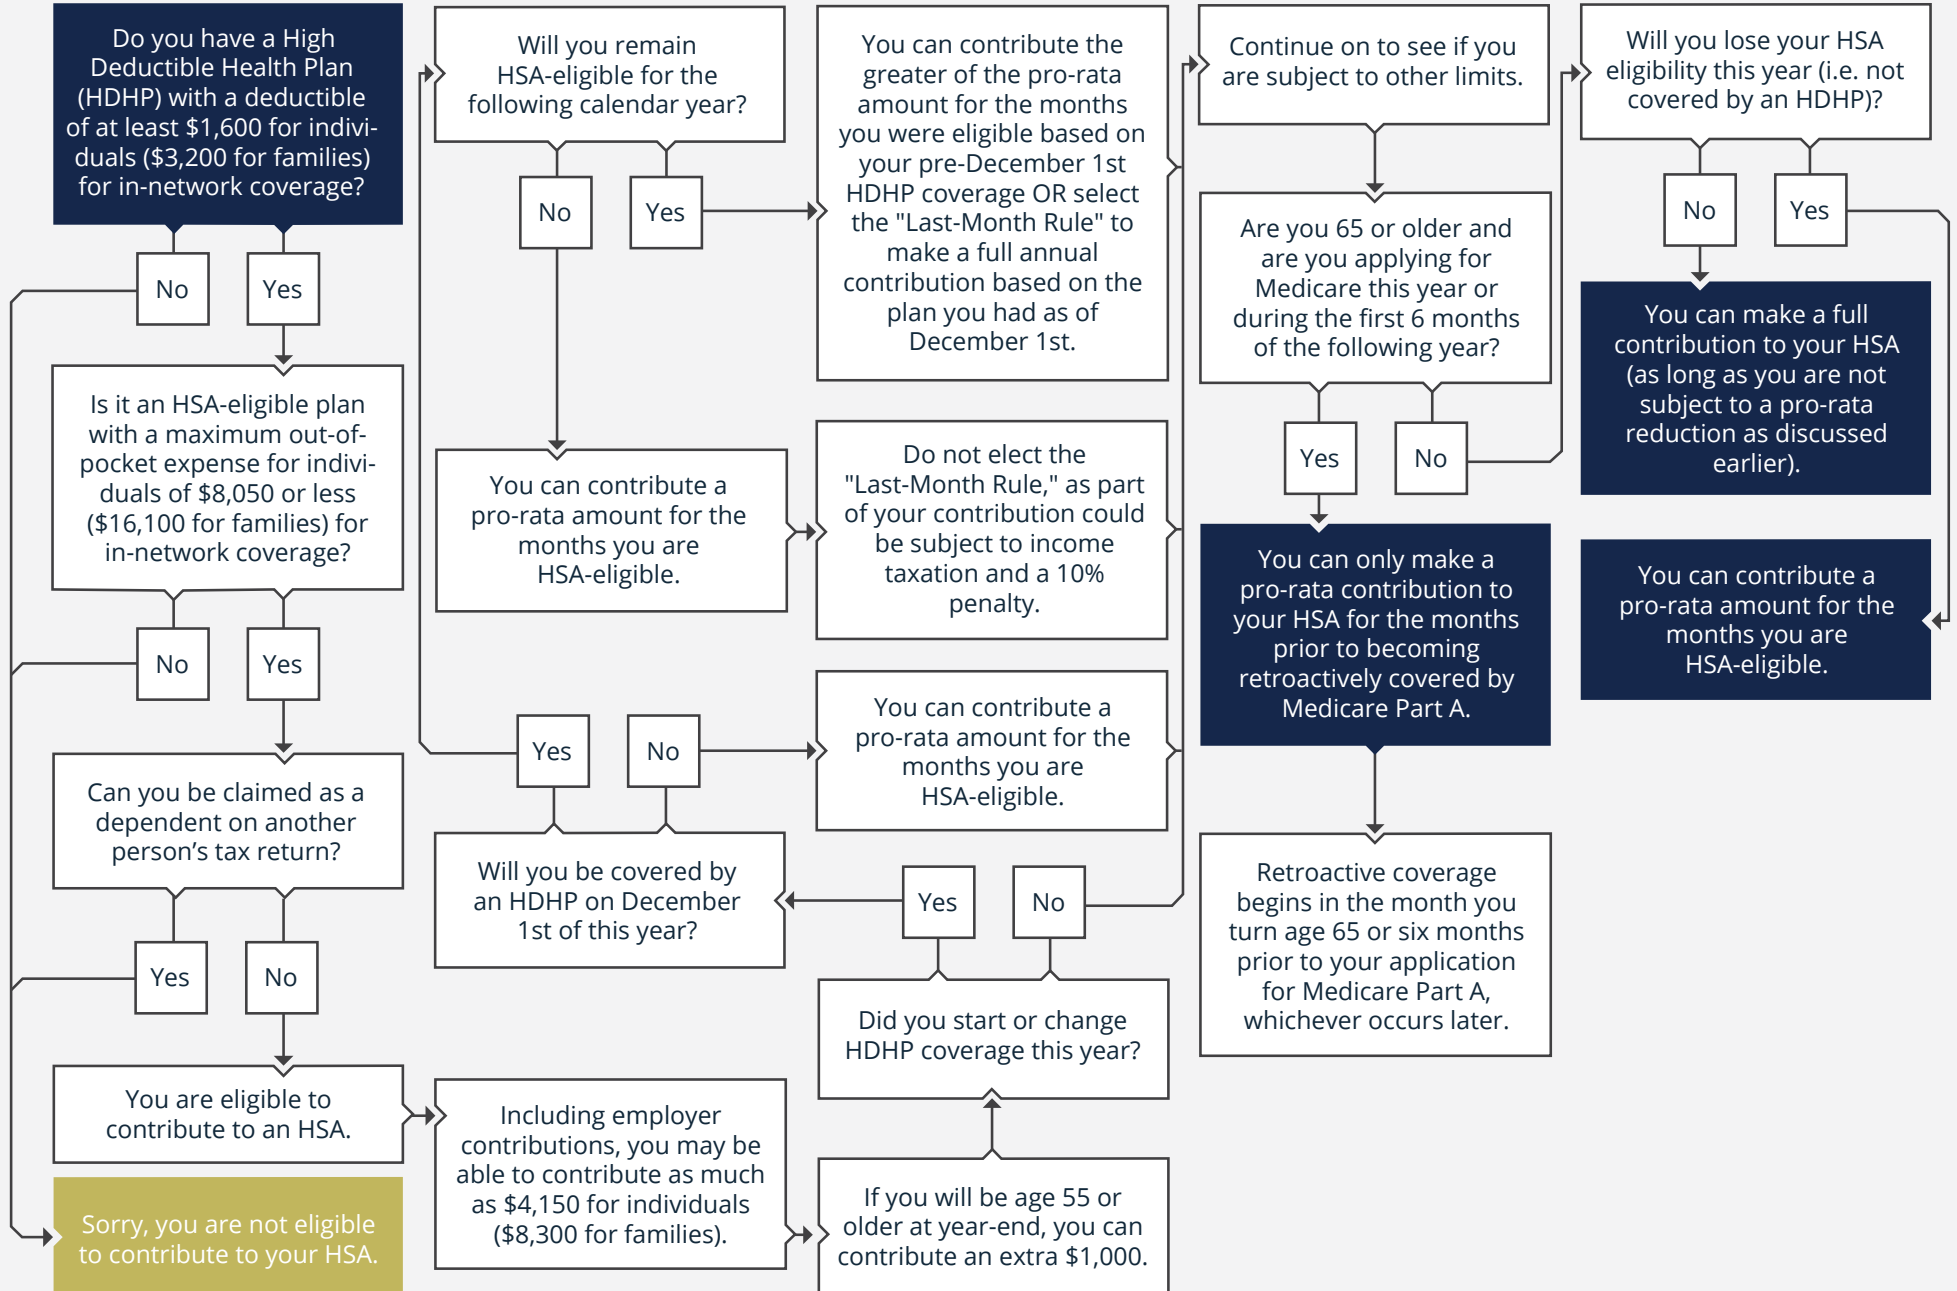 Do you have a High
Deductible Health Plan
(HDHP) with a deductible
of at least $1,600 for indivi-
duals ($3,200 for families)
for in-network coverage?
No
Yes
Is it an HSA-eligible plan
with a maximum out-of-
pocket expense for indivi-
duals of $8,050 or less
($16,100 for families) for
in-network coverage?
No
Yes
Can you be claimed as a
dependent on another
person’s tax return?
Yes
No
You are eligible to
contribute to an HSA.
Sorry, you are not eligible
to contribute to your HSA.
Including employer
contributions, you may be
able to contribute as much
as $4,150 for individuals
($8,300 for families).
If you will be age 55 or
older at year-end, you can
contribute an extra $1,000.
Did you start or change
HDHP coverage this year?
Yes
No
Will you be covered by
an HDHP on December
1st of this year?
Yes
No
You can contribute a
pro-rata amount for the
months you are
HSA-eligible.
Will you remain
HSA-eligible for the
following calendar year?
No
Yes
You can contribute a
pro-rata amount for the
months you are
HSA-eligible.
Do not elect the
"Last-Month Rule," as part
of your contribution could
be subject to income
taxation and a 10%
penalty.
You can contribute the
greater of the pro-rata
amount for the months
you were eligible based on
your pre-December 1st
HDHP coverage OR select
the "Last-Month Rule" to
make a full annual
contribution based on the
plan you had as of
December 1st.
Continue on to see if you
are subject to other limits.
Are you 65 or older and
are you applying for
Medicare this year or
during the first 6 months
of the following year?
Yes
No
You can only make a
pro-rata contribution to
your HSA for the months
prior to becoming
retroactively covered by
Medicare Part A.
Retroactive coverage
begins in the month you
turn age 65 or six months
prior to your application
for Medicare Part A,
whichever occurs later.
Will you lose your HSA
eligibility this year (i.e. not
covered by an HDHP)?
No
Yes
You can make a full
contribution to your HSA
(as long as you are not
subject to a pro-rata
reduction as discussed
earlier).
You can contribute a
pro-rata amount for the
months you are
HSA-eligible.